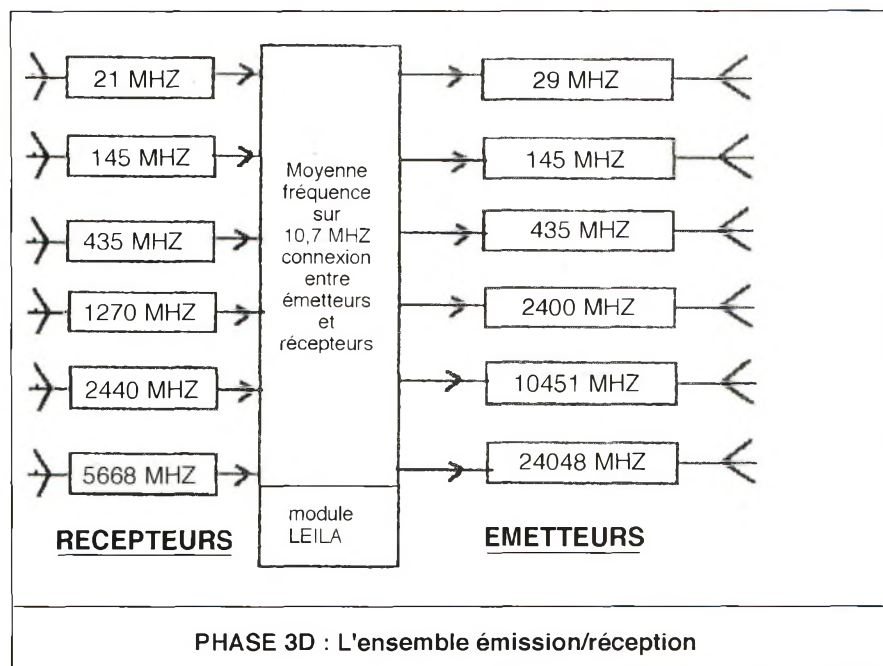 21 MHZ
145 MHZ
435 MHZ
1270 MHZ
2440 MHZ
5668 MHZ
RECEPTEURS
Moyenne
fréquence
sur
10,7 MHZ
connexion
entre
émetteurs
et
récepteurs
module
LEILA
29 MHZ
145 MHZ
435 MHZ
2400 MHZ
10451 MHZ
24048 MHZ
EMETTEURS
PHASE 3D : L'ensemble émission/réception